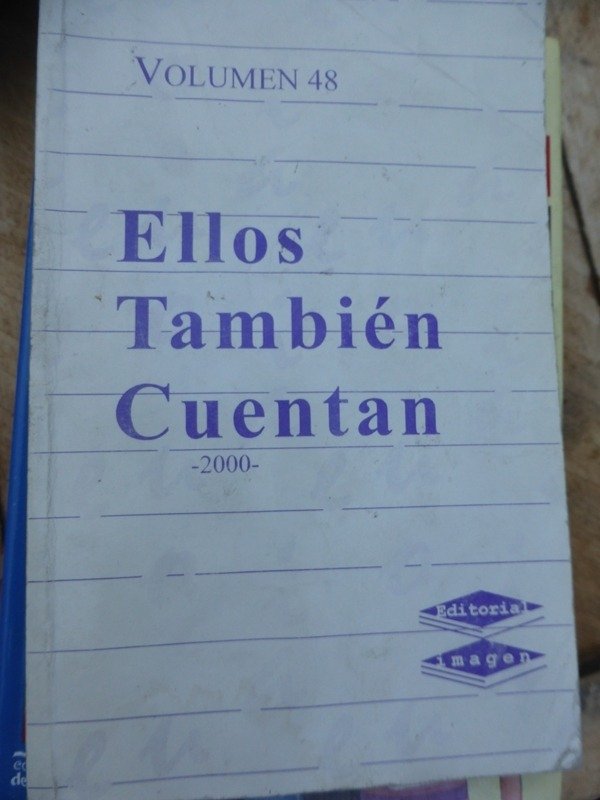 VOLUMEN 48
Ellos
También
Cuentan
-2000-
Editorial
imagen